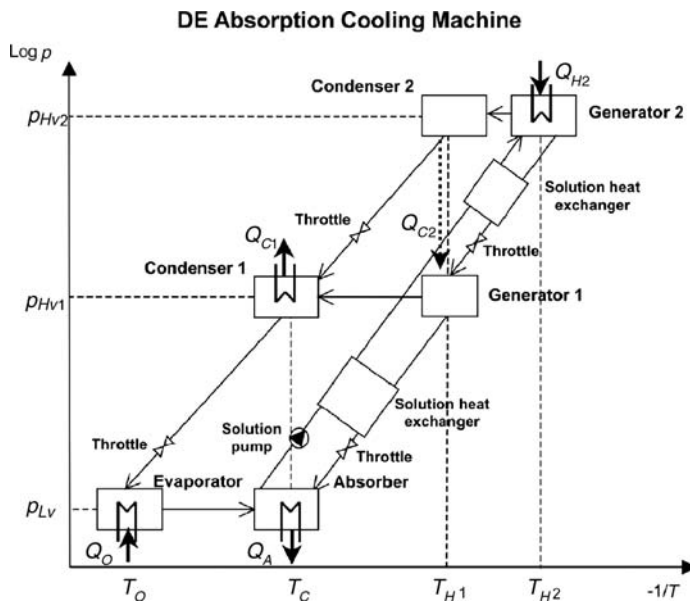 DE Absorption Cooling Machine
Log p
Condenser 2
Q_H2
p_Hv2
Generator 2
Solution heat
exchanger
Throttle
Q_C2
Q_C1
Throttle
Condenser 1
p_Hv1
Generator 1
Solution heat
exchanger
Solution
pump
Throttle
Throttle
Evaporator
Absorber
p_Lv
Q_O
Q_A
T_O
T_C
T_H1
T_H2
-1/T